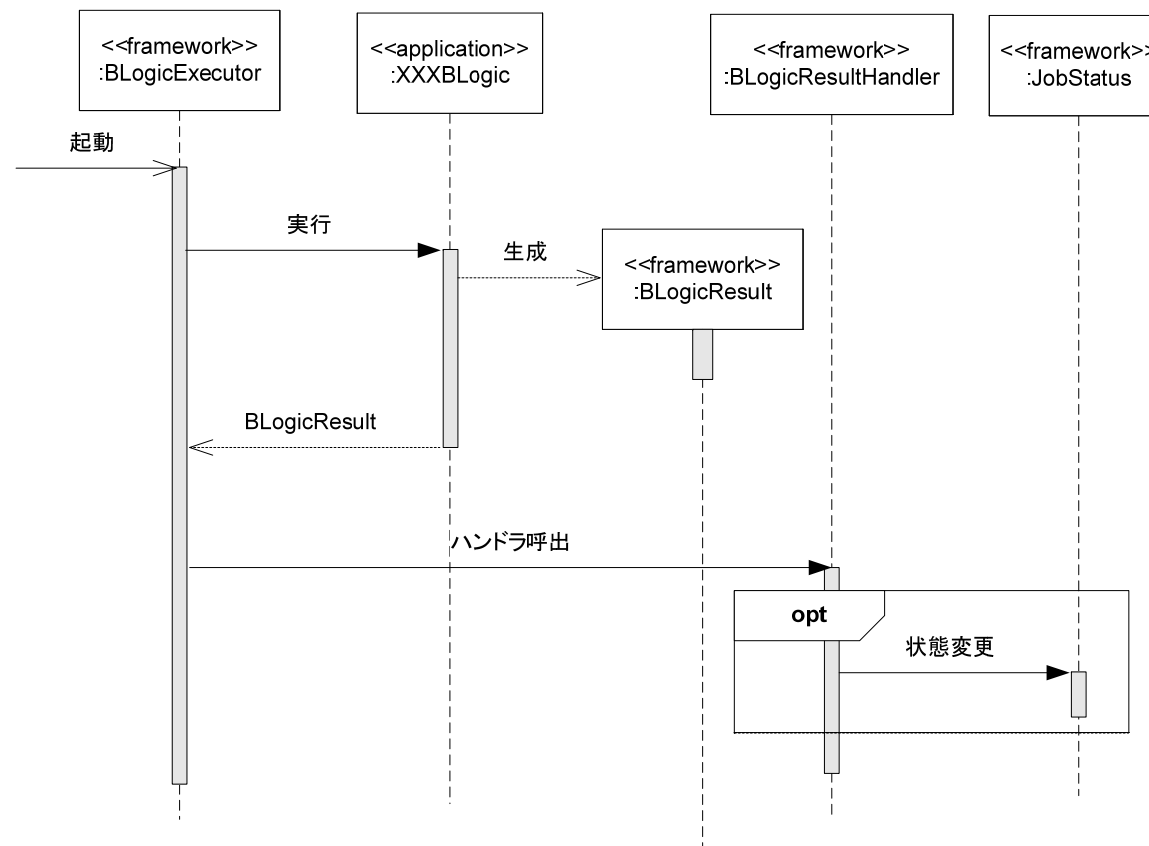 <<framework>>
:BLogicExecutor
<<application>>
:XXXBLogic
<<framework>>
:BLogicResultHandler
<<framework>>
:JobStatus
起動
実行
生成
<<framework>>
:BLogicResult
BLogicResult
ハンドラ呼出
opt
状態変更